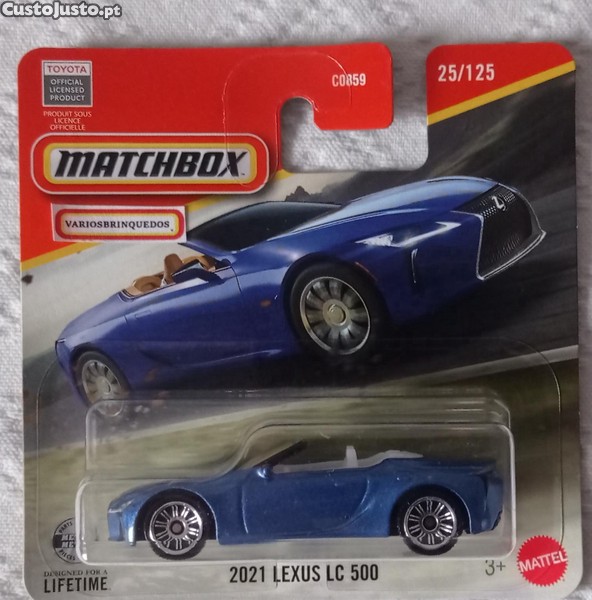 CustoJusto.pt
TOYOTA
OFFICIAL
LICENSED
PRODUCT
PRODUIT SOUS
LICENCE
OFFICIELLE
C0859
25/125
MATCHBOX
VARIOSBRINQUEDOS
DESIGNED FOR A
LIFETIME
2021 LEXUS LC 500
3+
MATTEL